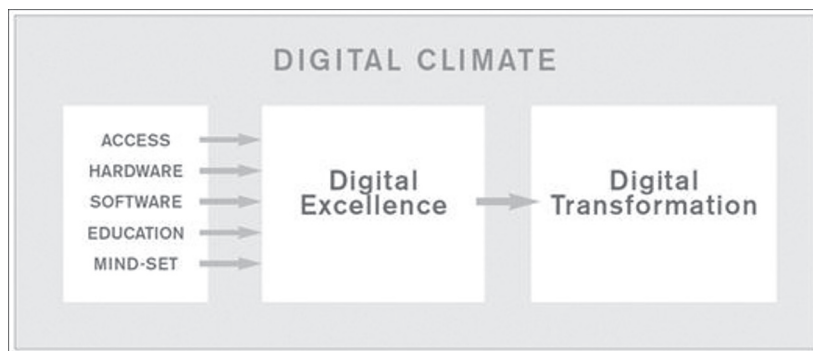 DIGITAL CLIMATE
ACCESS
HARDWARE
SOFTWARE
EDUCATION
MIND-SET
Digital
Excellence
Digital
Transformation